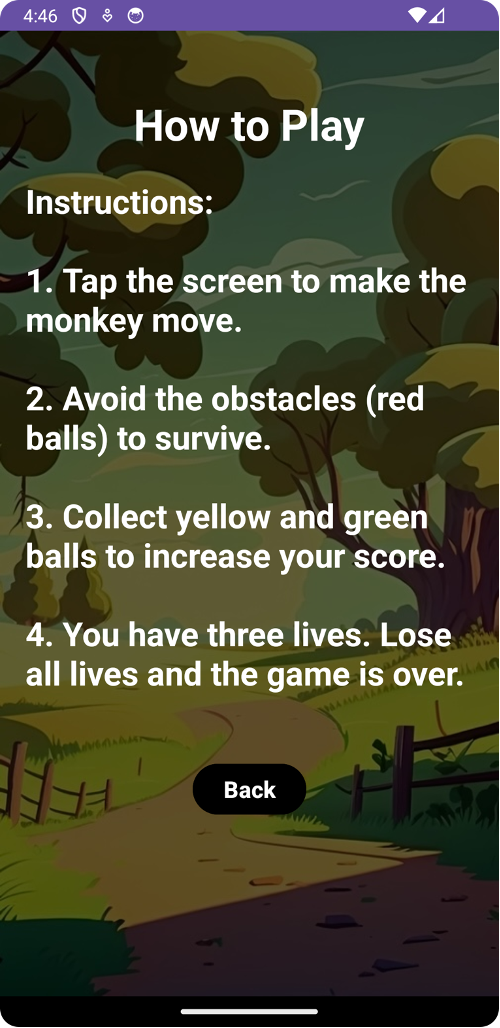 4:46
How to Play
Instructions:
1. Tap the screen to make the
monkey move.
2. Avoid the obstacles (red
balls) to survive.
3. Collect yellow and green
balls to increase your score.
4. You have three lives. Lose
all lives and the game is over.
Back